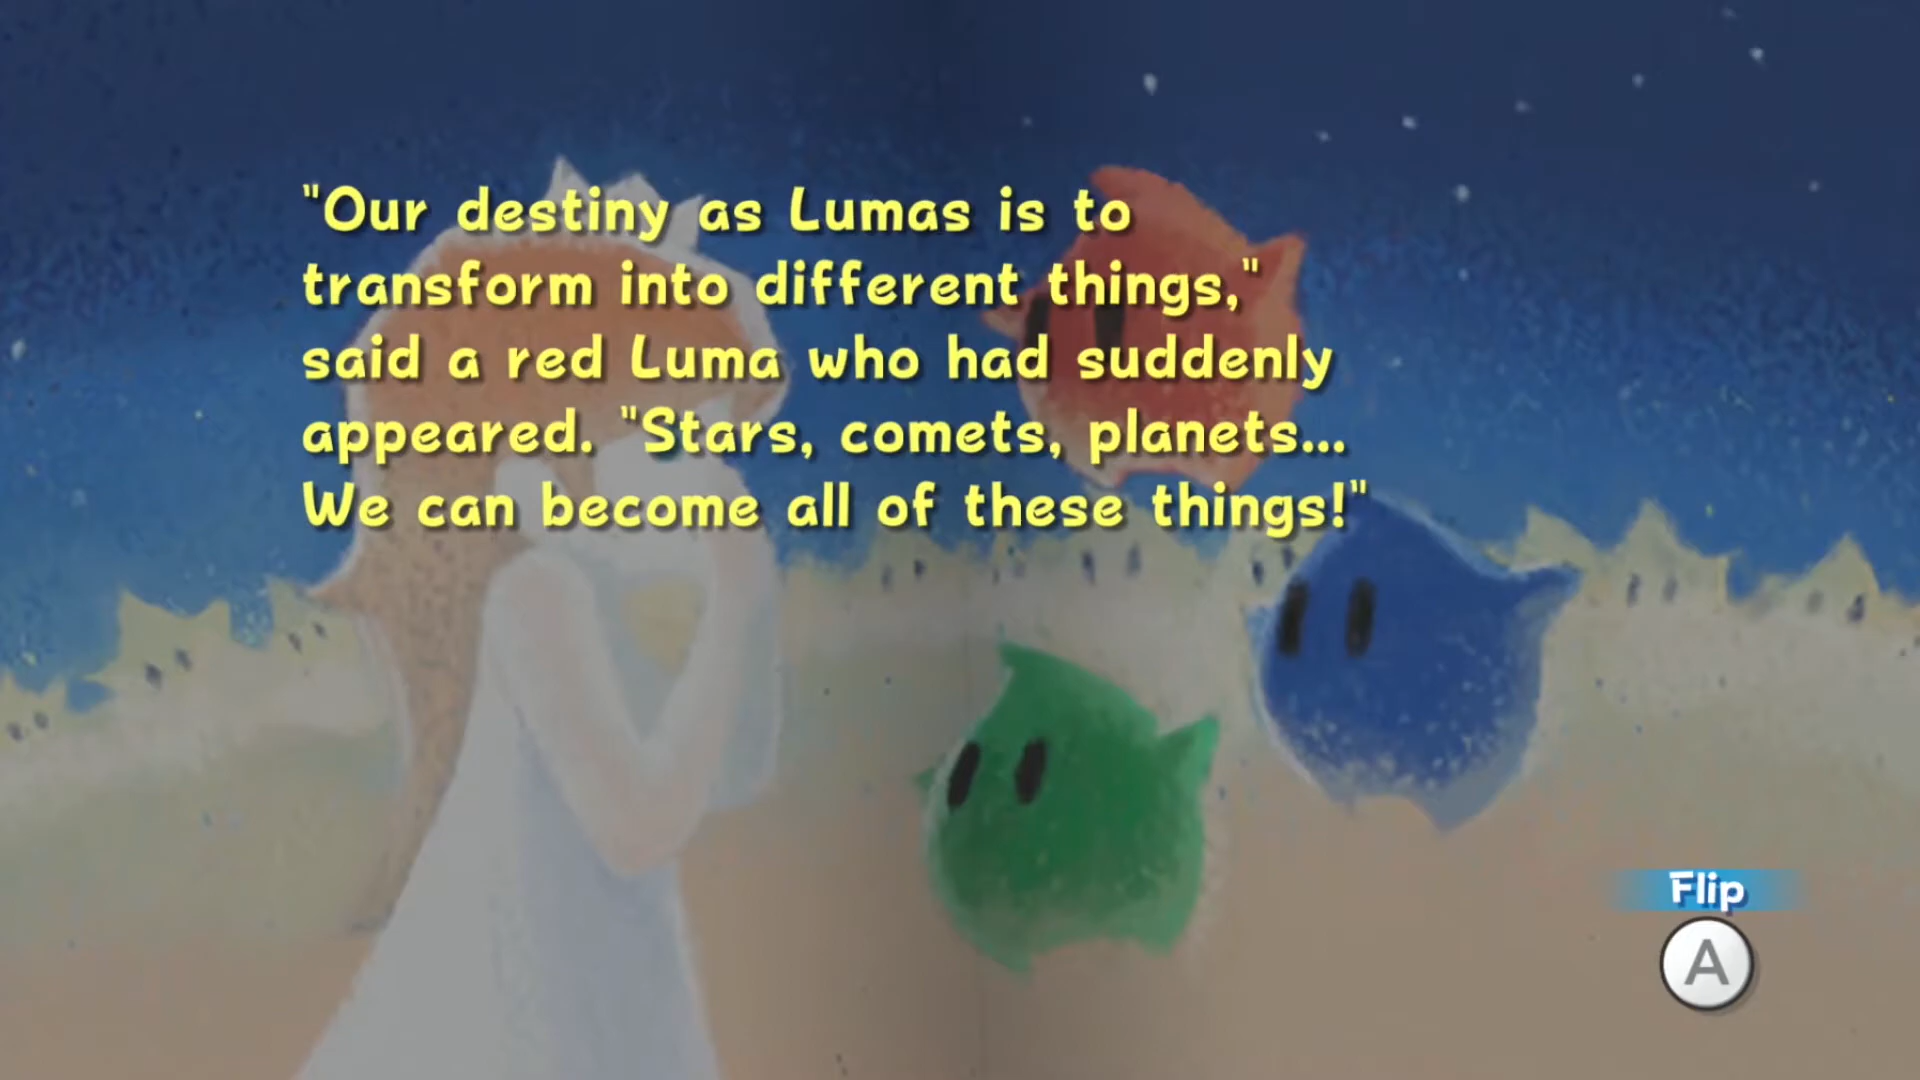 "Our destiny as Lumas is to
transform into different things,"
said a red Luma who had suddenly
appeared. "Stars, comets, planets...
We can become all of these things!"
Flip
A